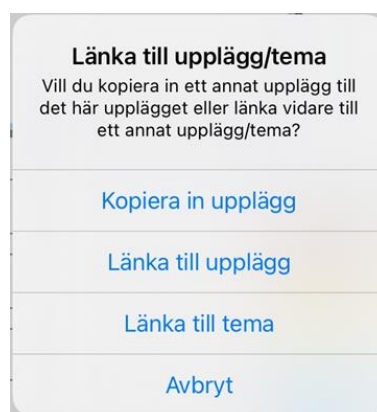 Länka till upplägg/tema
Vill du kopiera in ett annat upplägg till
det här upplägget eller länka vidare till
ett annat upplägg/tema?
Kopiera in upplägg
Länka till upplägg
Länka till tema
Avbryt